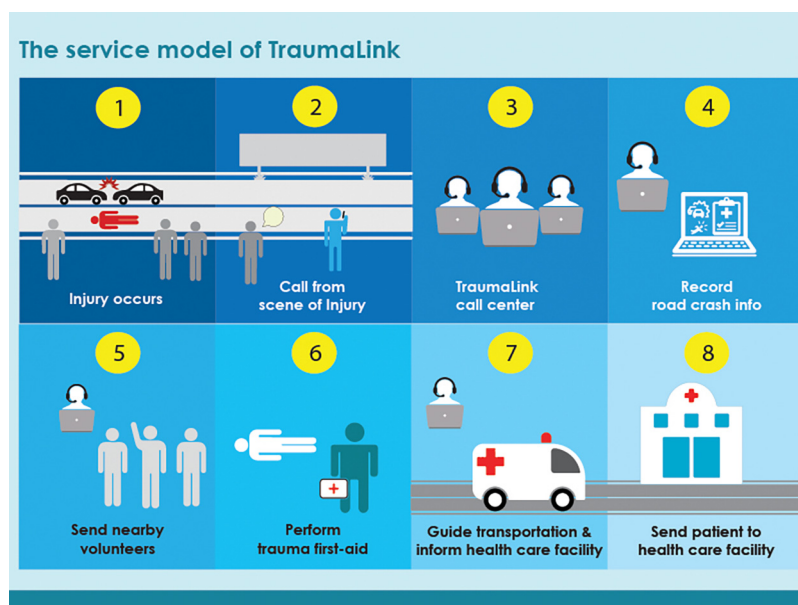 The service model of TraumaLink
1
2
3
4
Injury occurs
Call from
scene of Injury
TraumaLink
call center
Record
road crash info
5
6
7
8
Send nearby
volunteers
Perform
trauma first-aid
Guide transportation &
inform health care facility
Send patient to
health care facility